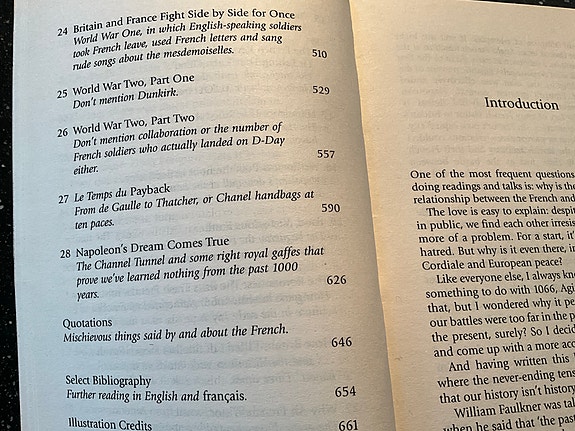 24 Britain and France Fight Side by Side for Once
World War One, in which English-speaking soldiers
took French leave, used French letters and sang
rude songs about the mesdemoiselles. 510
25 World War Two, Part One
Don't mention Dunkirk. 529
26 World War Two, Part Two
Don't mention collaboration or the number of
French soldiers who actually landed on D-Day
either. 557
27 Le Temps du Payback
From de Gaulle to Thatcher, or Chanel handbags at
ten paces. 590
28 Napoleon's Dream Comes True
The Channel Tunnel and some right royal gaffes that
prove we've learned nothing from the past 1000
years. 626
Quotations
Mischievous things said by and about the French. 646
Select Bibliography
Further reading in English and français. 654
Illustration Credits 661
Introduction
One of the most frequent questions
doing readings and talks is: why is the
relationship between the French and
The love is easy to explain: despi
in public, we find each other irresis
more of a problem. For a start, it'
hatred. But why is it even there, in
Cordiale and European peace?
Like everyone else, I always kno
something to do with 1066, Agi
that, but I wondered why it pe
our battles were too far in the p
the present, surely? So I decid
and come up with a more acc
And having written this
where the never-ending tens
that our history isn't history
William Faulkner was tal
when he said that 'the past